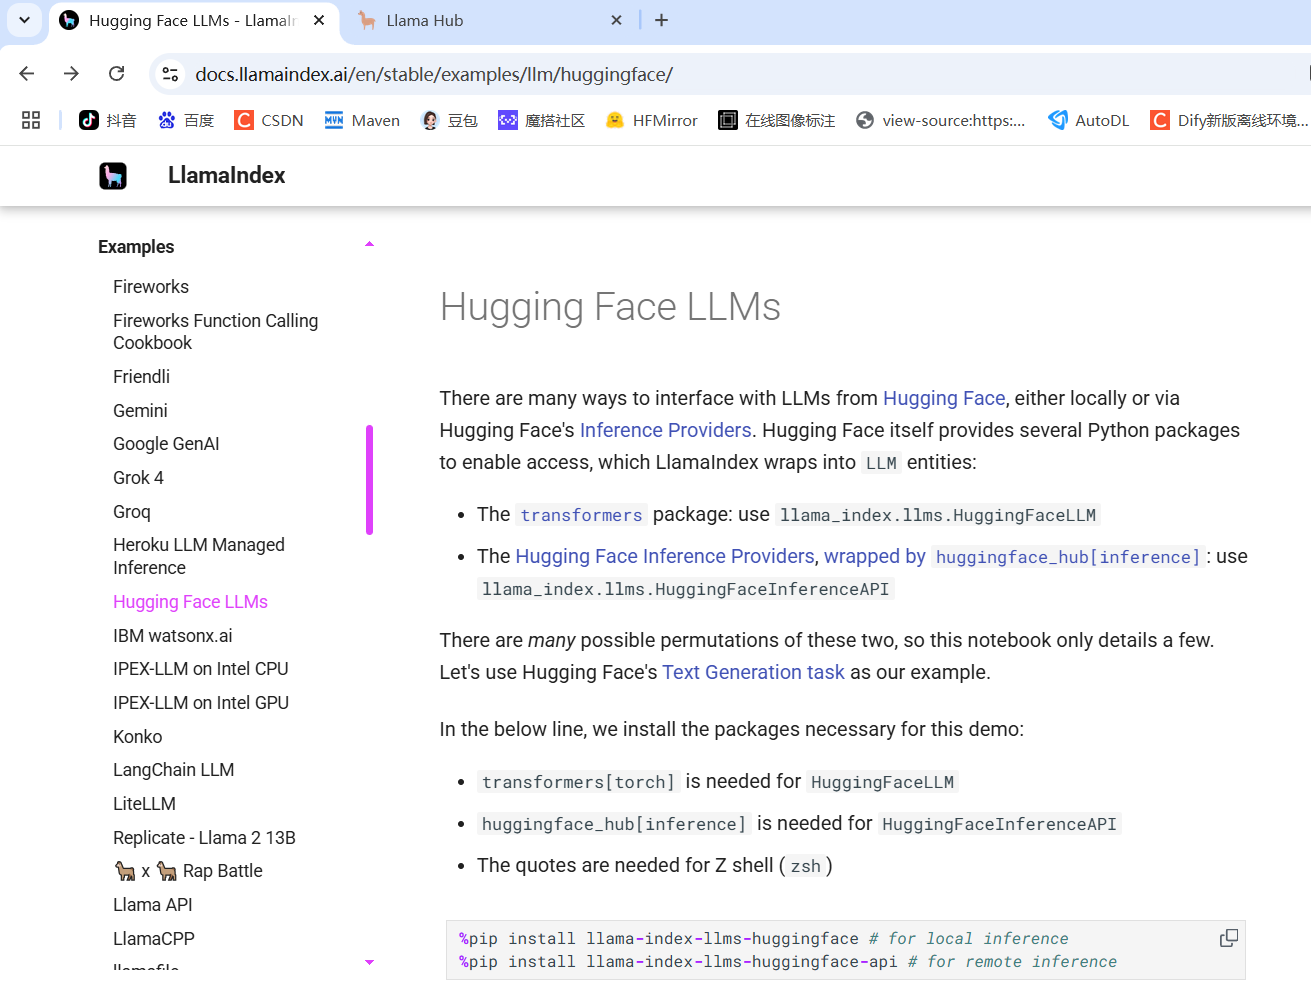 Hugging Face LLMs - LlamaIn
Llama Hub
docs.llamaindex.ai/en/stable/examples/llm/huggingface/
抖音
百度
CSDN
Maven
豆包
魔搭社区
HFMirror
在线图像标注
view-source:https:...
AutoDL
Dify新版离线环境...
LlamaIndex
Examples
Fireworks
Fireworks Function Calling
Cookbook
Friendli
Gemini
Google GenAI
Grok 4
Groq
Heroku LLM Managed
Inference
Hugging Face LLMs
IBM watsonx.ai
IPEX-LLM on Intel CPU
IPEX-LLM on Intel GPU
Konko
LangChain LLM
LiteLLM
Replicate - Llama 2 13B
🦙 x 🦙 Rap Battle
Llama API
LlamaCPP
llamafile
Hugging Face LLMs
There are many ways to interface with LLMs from Hugging Face, either locally or via
Hugging Face's Inference Providers. Hugging Face itself provides several Python packages
to enable access, which LlamaIndex wraps into LLM entities:
• The transformers package: use llama_index.llms.HuggingFaceLLM
• The Hugging Face Inference Providers, wrapped by huggingface_hub[inference]: use
llama_index.llms.HuggingFaceInferenceAPI
There are many possible permutations of these two, so this notebook only details a few.
Let's use Hugging Face's Text Generation task as our example.
In the below line, we install the packages necessary for this demo:
• transformers[torch] is needed for HuggingFaceLLM
• huggingface_hub[inference] is needed for HuggingFaceInferenceAPI
• The quotes are needed for Z shell (zsh)
%pip install llama-index-llms-huggingface # for local inference
%pip install llama-index-llms-huggingface-api # for remote inference